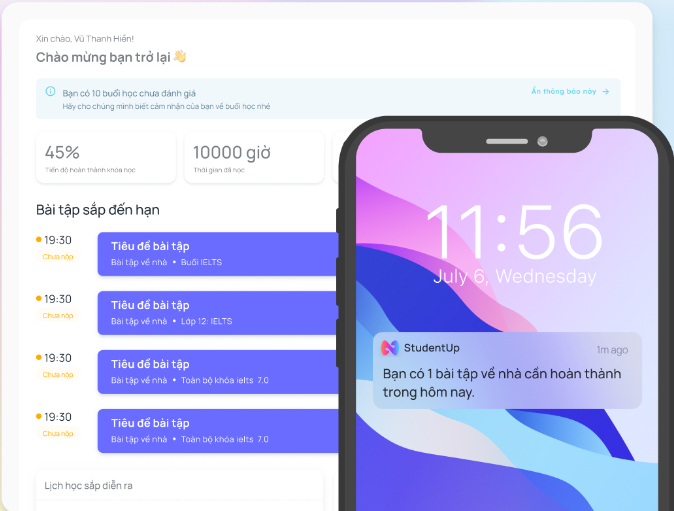 Xin chào, Vũ Thanh Hiền!
Chào mừng bạn trở lại 👋
Bạn có 10 buổi học chưa đánh giá
Hãy cho chúng mình biết cảm nhận của bạn về buổi học nhé
Ẩn thông báo này →
45%
Tiến độ hoàn thành khóa học
10000 giờ
Thời gian đã học
Bài tập sắp đến hạn
19:30
Chưa nộp
Tiêu đề bài tập
Bài tập về nhà • Buổi IELTS
19:30
Chưa nộp
Tiêu đề bài tập
Bài tập về nhà • Lớp 12: IELTS
19:30
Chưa nộp
Tiêu đề bài tập
Bài tập về nhà • Toàn bộ khóa ielts 7.0
19:30
Chưa nộp
Tiêu đề bài tập
Bài tập về nhà • Toàn bộ khóa ielts 7.0
Lịch học sắp diễn ra
11:56
July 6, Wednesday
StudentUp
1m ago
Bạn có 1 bài tập về nhà cần hoàn thành
trong hôm nay.